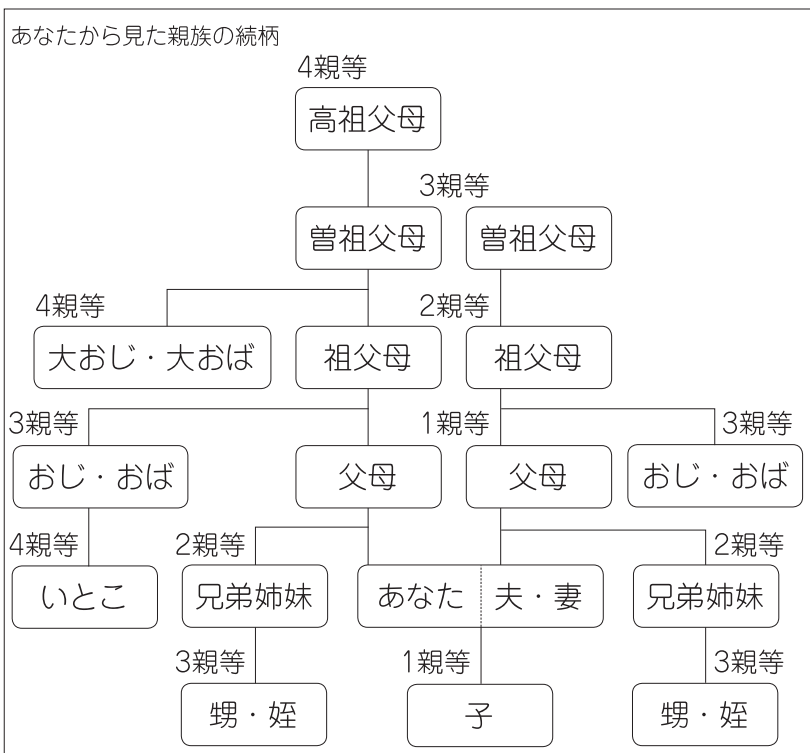 あなたから見た親族の続柄
4親等
高祖父母
3親等
曽祖父母 曽祖父母
4親等 2親等
大おじ・大おば 祖父母 祖父母
3親等 1親等 3親等
おじ・おば 父母 父母 おじ・おば
4親等 2親等 2親等
いとこ 兄弟姉妹 あなた 夫・妻 兄弟姉妹
3親等 1親等 3親等
甥・姪 子 甥・姪